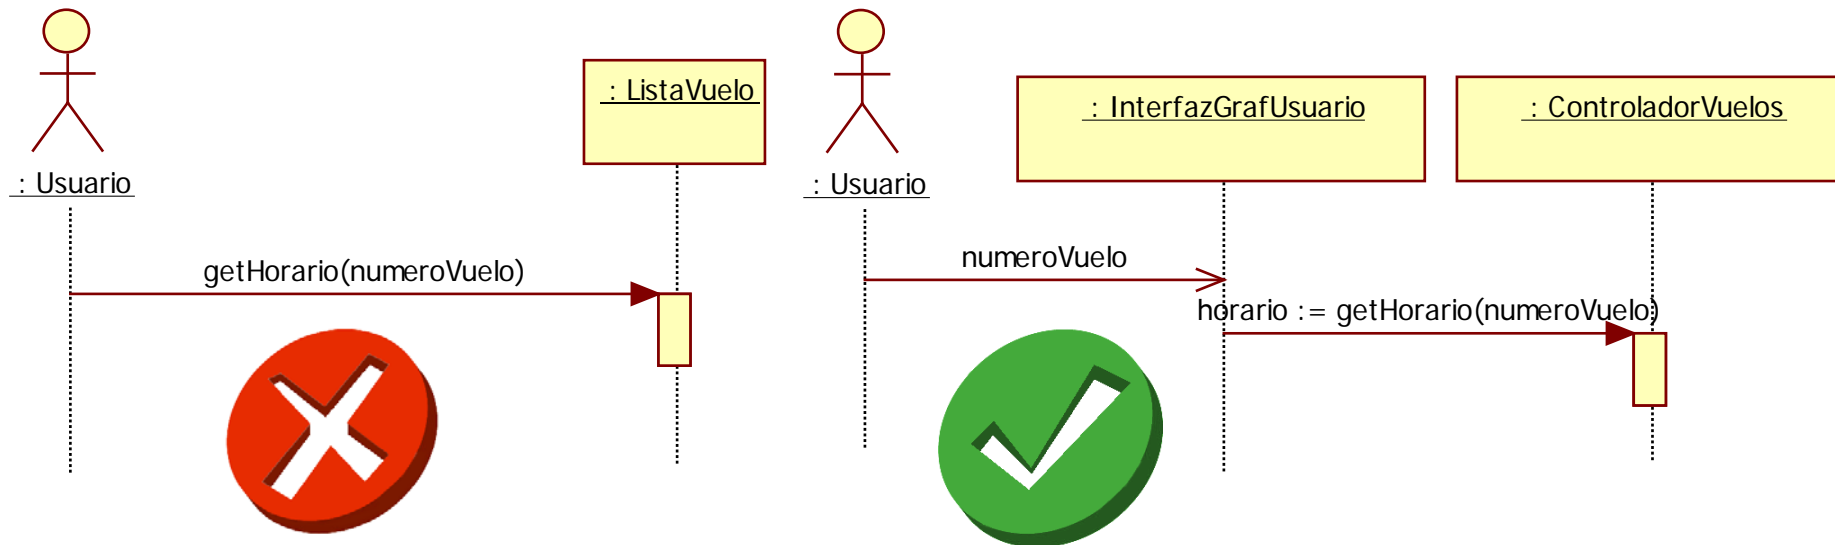 : Usuario
: ListaVuelo
getHorario(numeroVuelo)
: Usuario
: InterfazGrafUsuario
: ControladorVuelos
numeroVuelo
horario := getHorario(numeroVuelo)